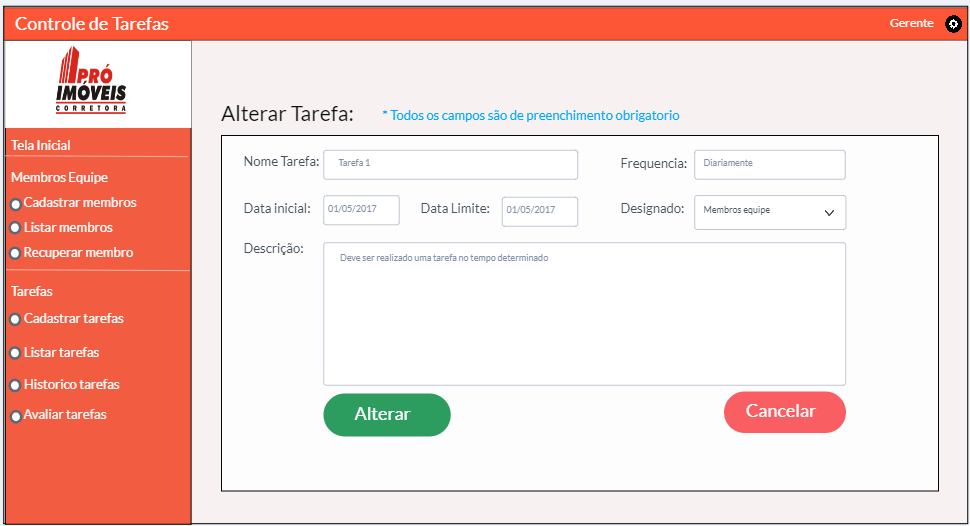 Controle de Tarefas
Gerente
PRÓ
IMÓVEIS
CORRETORA
Tela Inicial
Membros Equipe
Cadastrar membros
Listar membros
Recuperar membro
Tarefas
Cadastrar tarefas
Listar tarefas
Historico tarefas
Avaliar tarefas
Alterar Tarefa: * Todos os campos são de preenchimento obrigatorio
Nome Tarefa: Tarefa 1 Frequencia: Diariamente
Data inicial: 01/05/2017 Data Limite: 01/05/2017 Designado: Membros equipe
Descrição: Deve ser realizado uma tarefa no tempo determinado
Alterar Cancelar